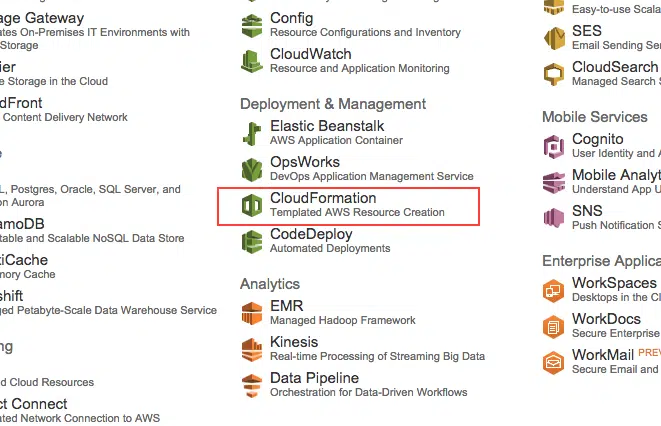 age Gateway
ates On-Premises IT Environments with
Storage
ier
e Storage in the Cloud
dFront
Content Delivery Network
e
L, Postgres, Oracle, SQL Server, and
on Aurora
amoDB
table and Scalable NoSQL Data Store
tiCache
mory Cache
shift
ged Petabyte-Scale Data Warehouse Service
ng
d Cloud Resources
ct Connect
ated Network Connection to AWS
Config
Resource Configurations and Inventory
CloudWatch
Resource and Application Monitoring
Deployment & Management
Elastic Beanstalk
AWS Application Container
OpsWorks
DevOps Application Management Service
CloudFormation
Templated AWS Resource Creation
CodeDeploy
Automated Deployments
Analytics
EMR
Managed Hadoop Framework
Kinesis
Real-time Processing of Streaming Big Data
Data Pipeline
Orchestration for Data-Driven Workflows
Easy-to-use Scala
SES
Email Sending Ser
CloudSearch
Managed Search S
Mobile Services
Cognito
User Identity and A
Mobile Analyt
Understand App U
SNS
Push Notification S
Enterprise Applica
WorkSpaces
Desktops in the Cl
WorkDocs
Secure Enterprise
WorkMail PREV
Secure Email and